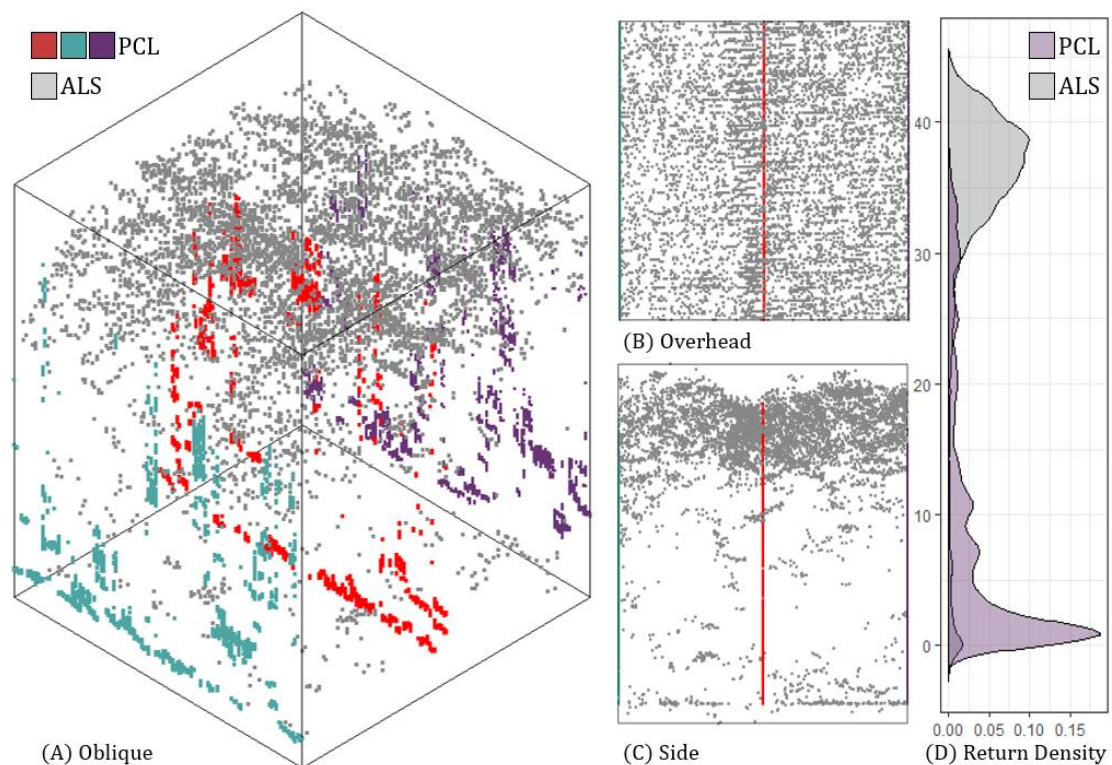 PCL
ALS
(A) Oblique
(B) Overhead
(C) Side
PCL
ALS
40
30
20
10
0
0.00 0.05 0.10 0.15
(D) Return Density